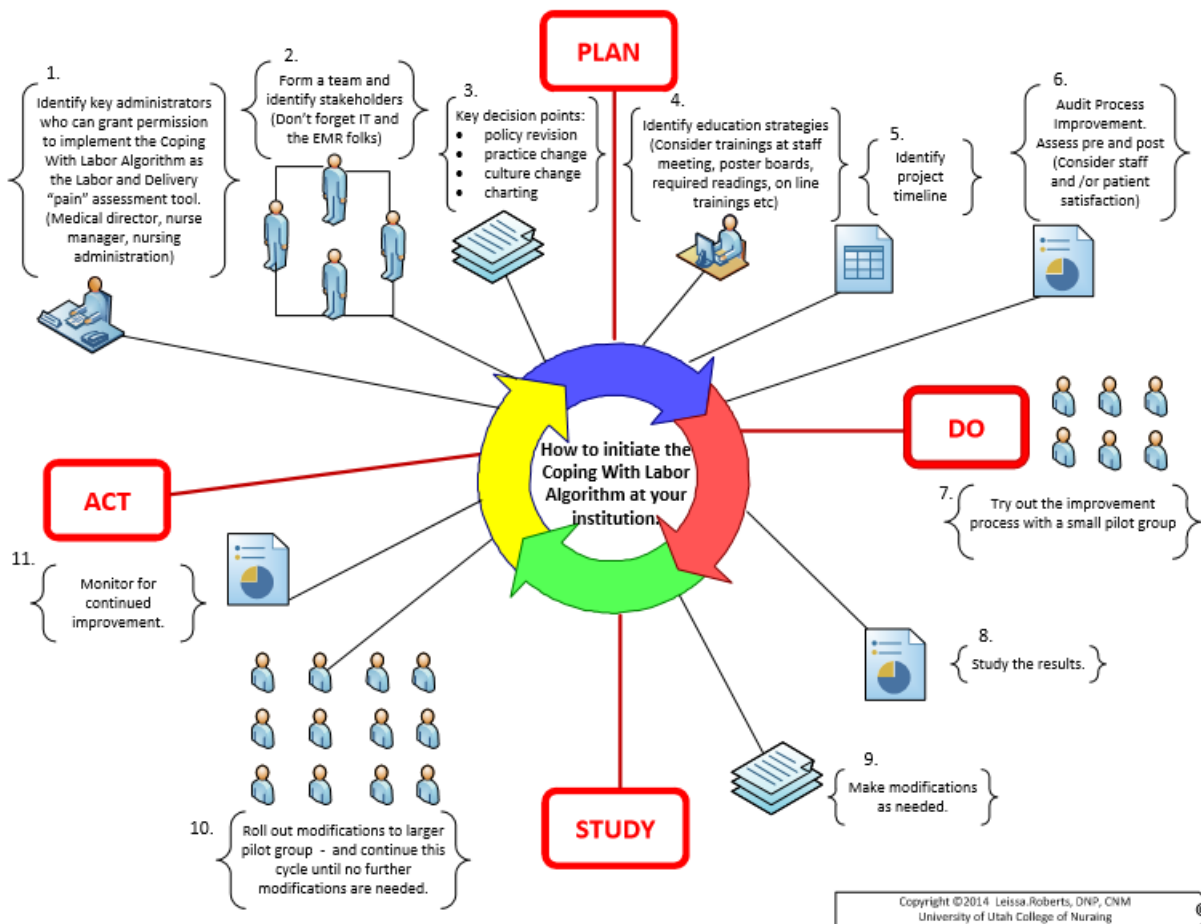 PLAN
1.
Identify key administrators
who can grant permission
to implement the Coping
With Labor Algorithm as
the Labor and Delivery
“pain” assessment tool.
(Medical director, nurse
manager, nursing
administration)
2.
Form a team and
identify stakeholders
(Don’t forget IT and
the EMR folks)
3.
Key decision points:
• policy revision
• practice change
• culture change
• charting
4.
Identify education strategies
(Consider trainings at staff
meeting, poster boards,
required readings, on line
trainings etc)
5.
Identify
project
timeline
6.
Audit Process
Improvement.
Assess pre and post
(Consider staff
and /or patient
satisfaction)
How to initiate the
Coping With Labor
Algorithm at your
institution:
DO
7.
Try out the improvement
process with a small pilot
group
8.
Study the results.
9.
Make modifications
as needed.
STUDY
10.
Roll out modifications to larger
pilot group - and continue this
cycle until no further
modifications are needed.
ACT
11.
Monitor for
continued
improvement.
Copyright ©2014 Leissa.Roberts, DNP, CNM
University of Utah College of Nuraing